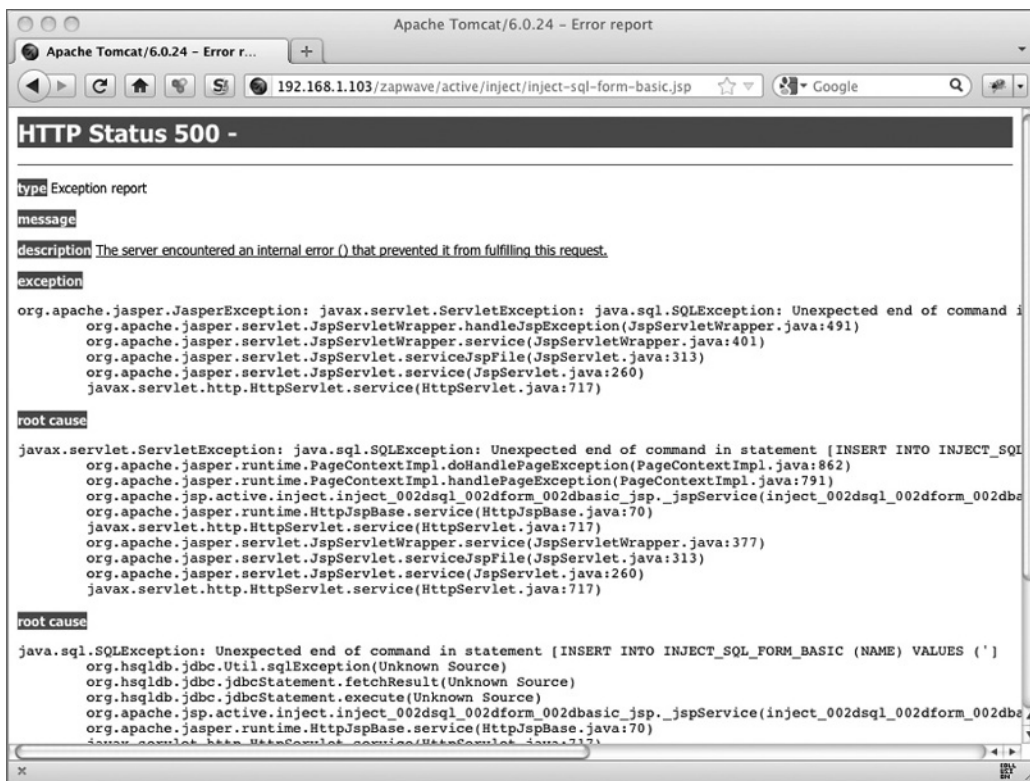 Apache Tomcat/6.0.24 – Error report
Apache Tomcat/6.0.24 – Error r...
192.168.1.103/zapwave/active/inject/inject-sql-form-basic.jsp
Google
HTTP Status 500 -
type Exception report
message
description The server encountered an internal error () that prevented it from fulfilling this request.
exception
org.apache.jasper.JasperException: javax.servlet.ServletException: java.sql.SQLException: Unexpected end of command i
org.apache.jasper.servlet.JspServletWrapper.handleJspException(JspServletWrapper.java:491)
org.apache.jasper.servlet.JspServletWrapper.service(JspServletWrapper.java:401)
org.apache.jasper.servlet.JspServlet.serviceJspFile(JspServlet.java:313)
org.apache.jasper.servlet.JspServlet.service(JspServlet.java:260)
javax.servlet.http.HttpServlet.service(HttpServlet.java:717)
root cause
javax.servlet.ServletException: java.sql.SQLException: Unexpected end of command in statement [INSERT INTO INJECT_SQL
org.apache.jasper.runtime.PageContextImpl.doHandlePageException(PageContextImpl.java:862)
org.apache.jasper.runtime.PageContextImpl.handlePageException(PageContextImpl.java:791)
org.apache.jsp.active.inject.inject_002dsql_002dform_002dbasic_jsp._jspService(inject_002dsql_002dform_002dba
org.apache.jasper.runtime.HttpJspBase.service(HttpJspBase.java:70)
javax.servlet.http.HttpServlet.service(HttpServlet.java:717)
org.apache.jasper.servlet.JspServletWrapper.service(JspServletWrapper.java:377)
org.apache.jasper.servlet.JspServlet.serviceJspFile(JspServlet.java:313)
org.apache.jasper.servlet.JspServlet.service(JspServlet.java:260)
javax.servlet.http.HttpServlet.service(HttpServlet.java:717)
root cause
java.sql.SQLException: Unexpected end of command in statement [INSERT INTO INJECT_SQL_FORM_BASIC (NAME) VALUES (']
org.hsqldb.jdbc.Util.sqlException(Unknown Source)
org.hsqldb.jdbc.jdbcStatement.fetchResult(Unknown Source)
org.hsqldb.jdbc.jdbcStatement.execute(Unknown Source)
org.apache.jsp.active.inject.inject_002dsql_002dform_002dbasic_jsp._jspService(inject_002dsql_002dform_002dba
org.apache.jasper.runtime.HttpJspBase.service(HttpJspBase.java:70)
javax.servlet.http.HttpServlet.service(HttpServlet.java:717)